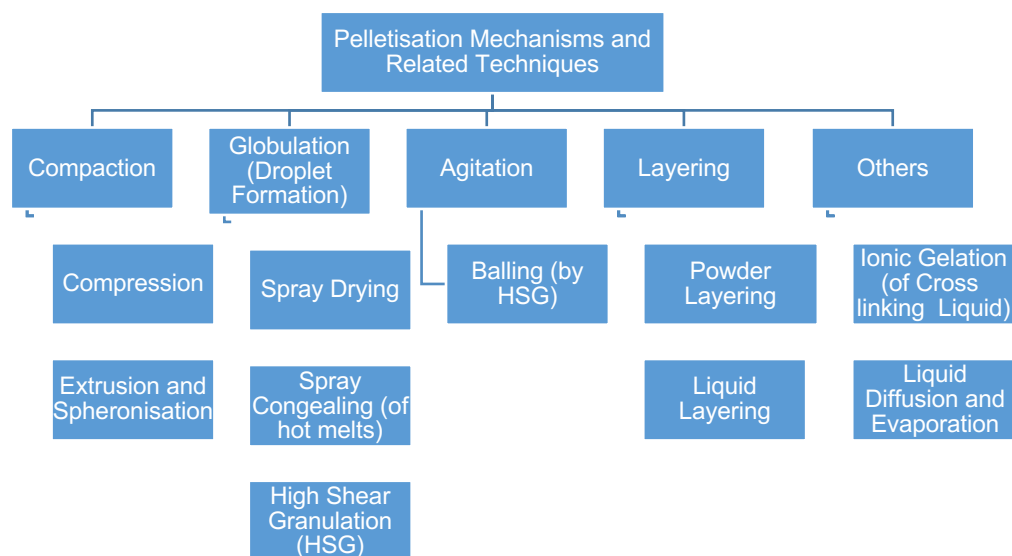 Pelletisation Mechanisms and
Related Techniques
Compaction
Globulation
(Droplet
Formation)
Agitation
Layering
Others
Compression
Extrusion and
Spheronisation
Spray Drying
Spray
Congealing (of
hot melts)
High Shear
Granulation
(HSG)
Balling (by
HSG)
Powder
Layering
Liquid
Layering
Ionic Gelation
(of Cross
linking Liquid)
Liquid
Diffusion and
Evaporation